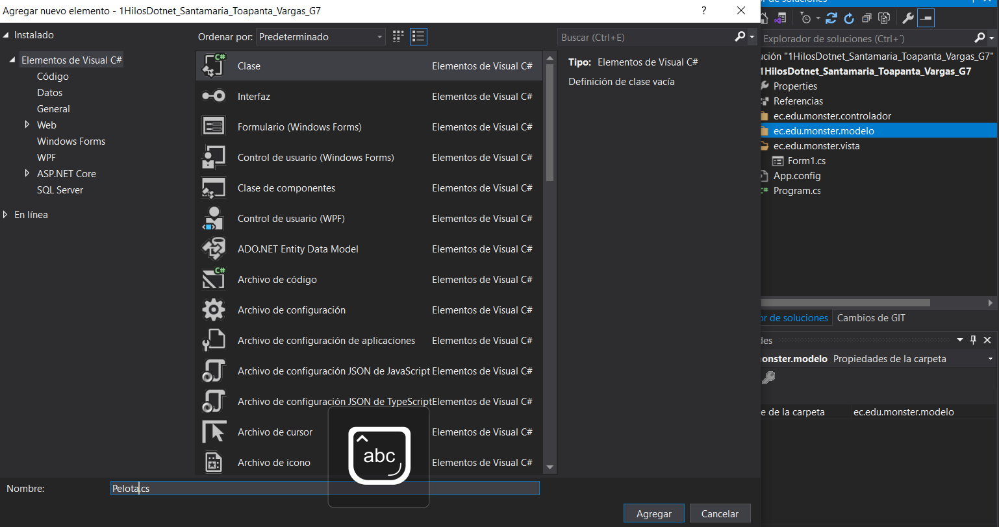 Agregar nuevo elemento - 1HilosDotnet_Santamaria_Toapanta_Vargas_G7
?
Instalado
Elementos de Visual C#
Código
Datos
General
Web
Windows Forms
WPF
ASP.NET Core
SQL Server
En línea
Ordenar por: Predeterminado
Clase Elementos de Visual C#
Interfaz Elementos de Visual C#
Formulario (Windows Forms) Elementos de Visual C#
Control de usuario (Windows Forms) Elementos de Visual C#
Clase de componentes Elementos de Visual C#
Control de usuario (WPF) Elementos de Visual C#
ADO.NET Entity Data Model Elementos de Visual C#
Archivo de código Elementos de Visual C#
Archivo de configuración Elementos de Visual C#
Archivo de configuración de aplicaciones Elementos de Visual C#
Archivo de configuración JSON de JavaScript Elementos de Visual C#
Archivo de configuración JSON de TypeScript Elementos de Visual C#
Archivo de cursor Elementos de Visual C#
Archivo de icono Elementos de Visual C#
abc
Buscar (Ctrl+E)
Tipo: Elementos de Visual C#
Definición de clase vacía
Nombre: Pelota.cs
Agregar Cancelar
or de soluciones
Explorador de soluciones (Ctrl+´)
ución "1HilosDotnet_Santamaria_Toapanta_Vargas_G7"
1HilosDotnet_Santamaria_Toapanta_Vargas_G7
Properties
Referencias
ec.edu.monster.controlador
ec.edu.monster.modelo
ec.edu.monster.vista
Form1.cs
App.config
C# Program.cs
or de soluciones Cambios de GIT
des
onster.modelo Propiedades de la carpeta
e de la carpeta ec.edu.monster.modelo